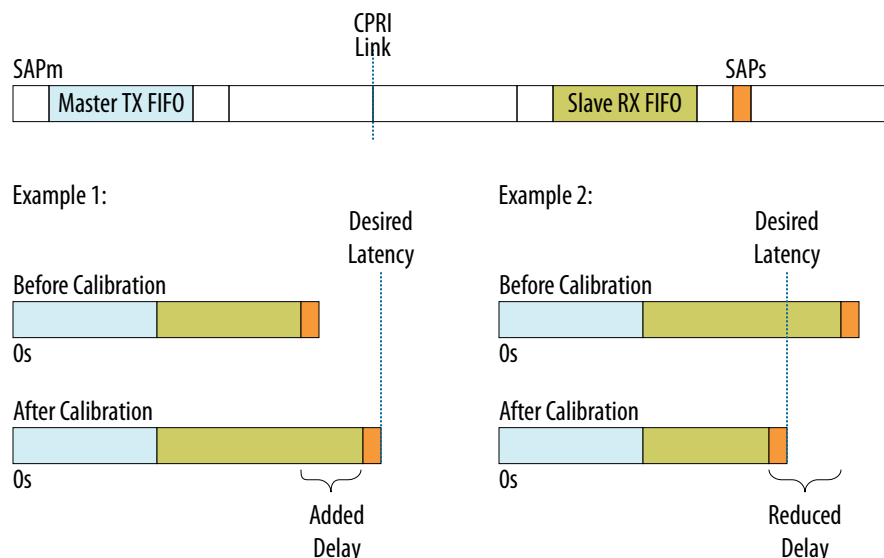 CPRI
Link
SAPm
SAPs
Master TX FIFO
Slave RX FIFO
Example 1:
Desired
Latency
Before Calibration
0s
After Calibration
0s
Added
Delay
Example 2:
Desired
Latency
Before Calibration
0s
After Calibration
0s
Reduced
Delay